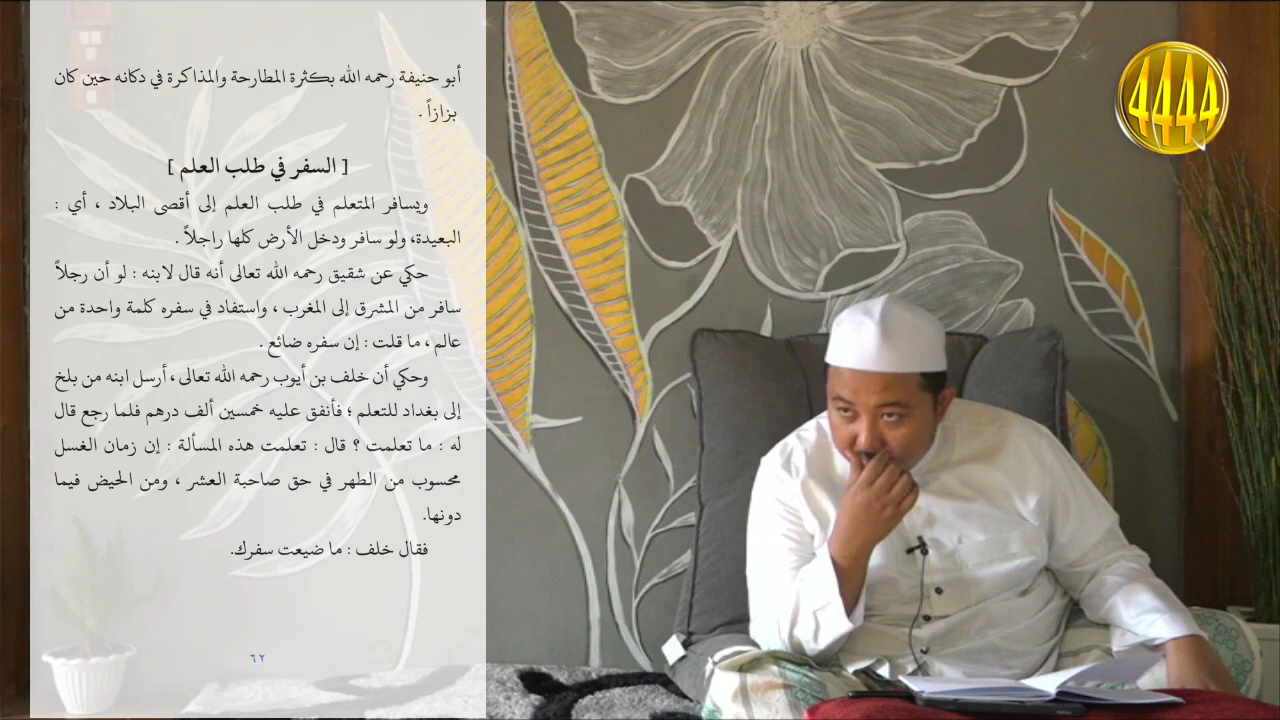 أبو حنيفة رحمه الله بكثرة المطارحة والمذاكرة في دكانه حين كان
بزازاً .
[ السفر في طلب العلم ]
ويسافر المتعلم في طلب العلم إلى أقصى البلاد ، أي :
البعيدة، ولو سافر ودخل الأرض كلها راجلاً .
حكي عن شقيق رحمه الله تعالى أنه قال لابنه : لو أن رجلاً
سافر من المشرق إلى المغرب ، واستفاد في سفره كلمة واحدة من
عالم ، ما قلت : إن سفره ضائع .
وحكي أن خلف بن أيوب رحمه الله تعالى ، أرسل ابنه من بلخ
إلى بغداد للتعلم ؛ فأنفق عليه خمسين ألف درهم فلما رجع قال
له : ما تعلمت ؟ قال : تعلمت هذه المسألة : إن زمان الغسل
محسوب من الطهر في حق صاحبة العشر ، ومن الحيض فيما
دونها.
فقال خلف : ما ضيعت سفرك.
٦٢
4444